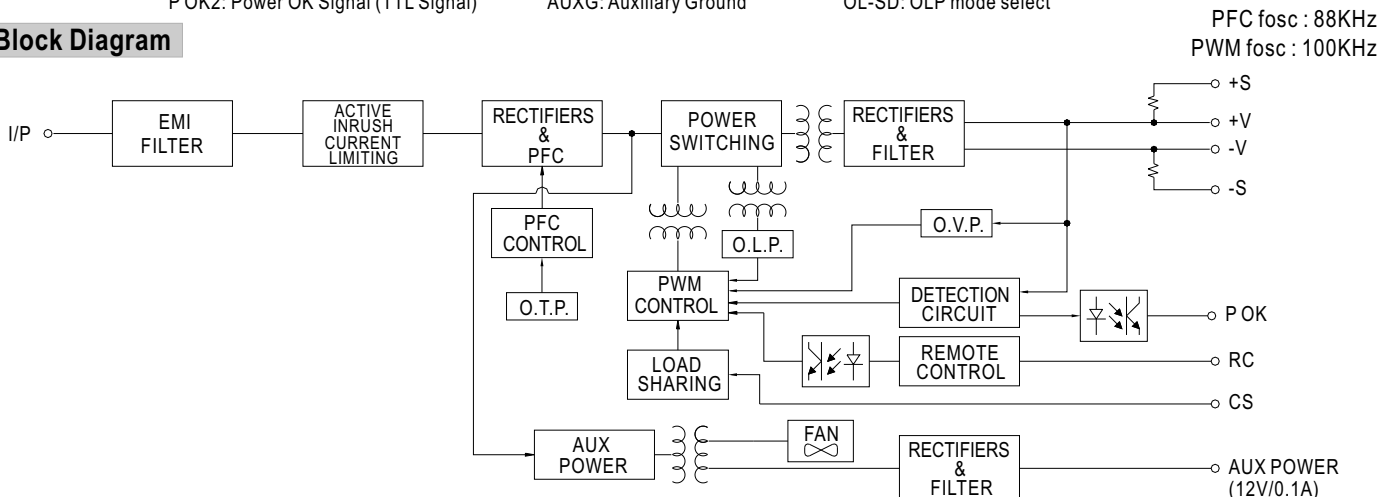 P OK2: Power OK Signal (TTL Signal) AUXG: Auxiliary Ground OL-SD: OLP mode select
PFC fosc : 88KHz
Block Diagram
PWM fosc : 100KHz
I/P
EMI
FILTER
ACTIVE
INRUSH
CURRENT
LIMITING
RECTIFIERS
&
PFC
POWER
SWITCHING
RECTIFIERS
&
FILTER
+S
+V
-V
-S
PFC
CONTROL
O.L.P.
O.V.P.
O.T.P.
PWM
CONTROL
DETECTION
CIRCUIT
P OK
LOAD
SHARING
REMOTE
CONTROL
RC
CS
AUX
POWER
FAN
RECTIFIERS
&
FILTER
AUX POWER
(12V/0.1A)